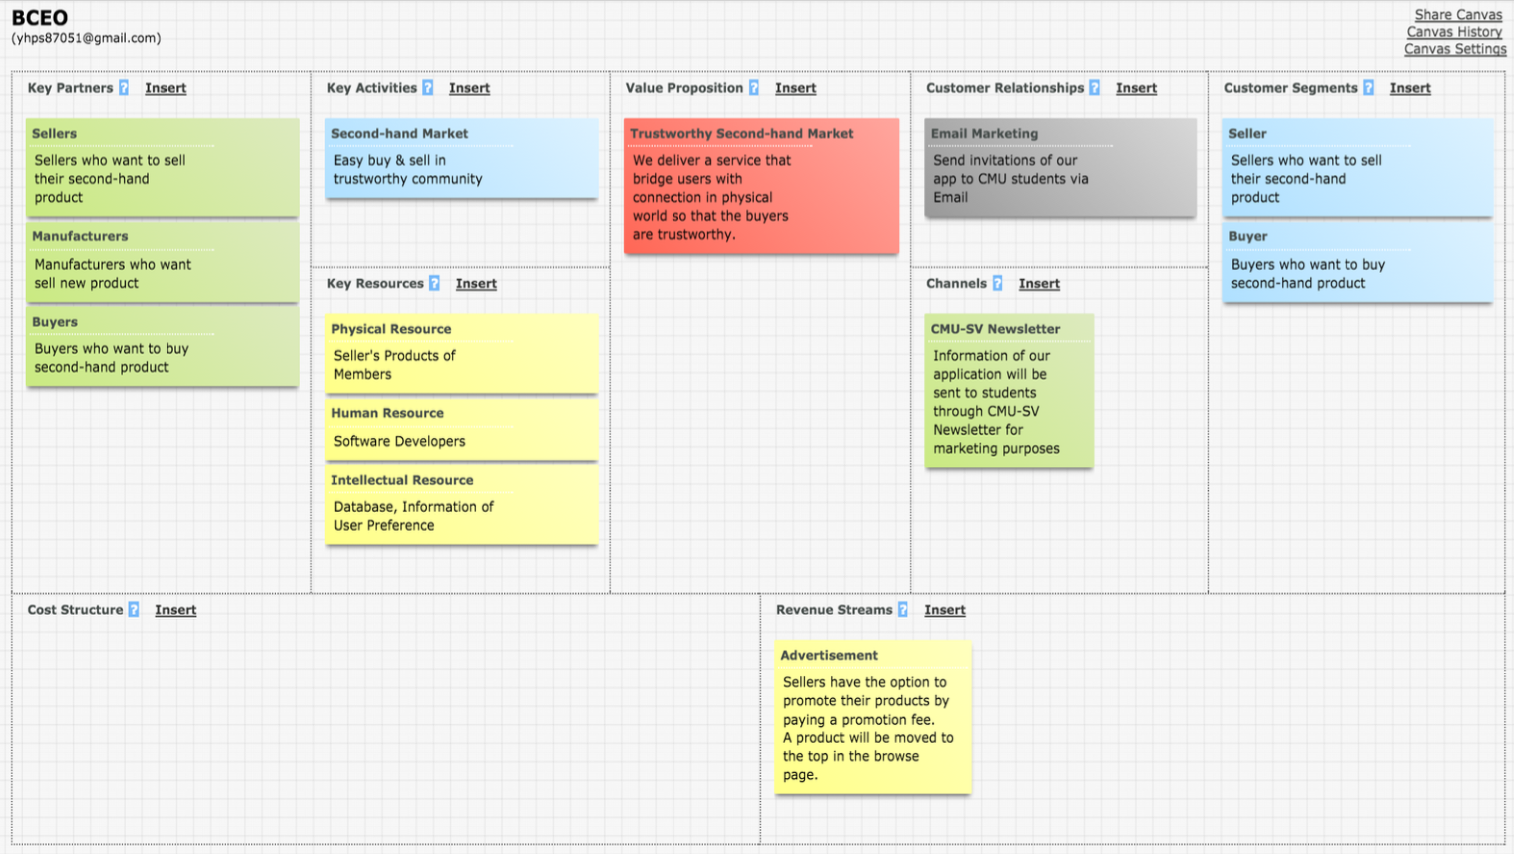 BCEO
(yhps87051@gmail.com)
Share Canvas
Canvas History
Canvas Settings
Key Partners ? Insert
Sellers
Sellers who want to sell
their second-hand
product
Manufacturers
Manufacturers who want
sell new product
Buyers
Buyers who want to buy
second-hand product
Key Activities ? Insert
Second-hand Market
Easy buy & sell in
trustworthy community
Key Resources ? Insert
Physical Resource
Seller's Products of
Members
Human Resource
Software Developers
Intellectual Resource
Database, Information of
User Preference
Value Proposition ? Insert
Trustworthy Second-hand Market
We deliver a service that
bridge users with
connection in physical
world so that the buyers
are trustworthy.
Customer Relationships ? Insert
Email Marketing
Send invitations of our
app to CMU students via
Email
Channels ? Insert
CMU-SV Newsletter
Information of our
application will be
sent to students
through CMU-SV
Newsletter for
marketing purposes
Customer Segments ? Insert
Seller
Sellers who want to sell
their second-hand
product
Buyer
Buyers who want to buy
second-hand product
Cost Structure ? Insert
Revenue Streams ? Insert
Advertisement
Sellers have the option to
promote their products by
paying a promotion fee.
A product will be moved to
the top in the browse
page.